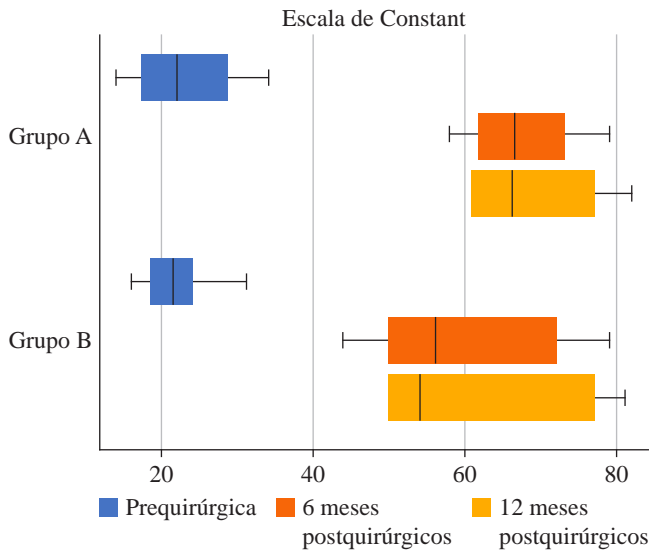 Escala de Constant
Grupo A
Grupo B
20 40 60 80
Prequirúrgica
6 meses
postquirúrgicos
12 meses
postquirúrgicos